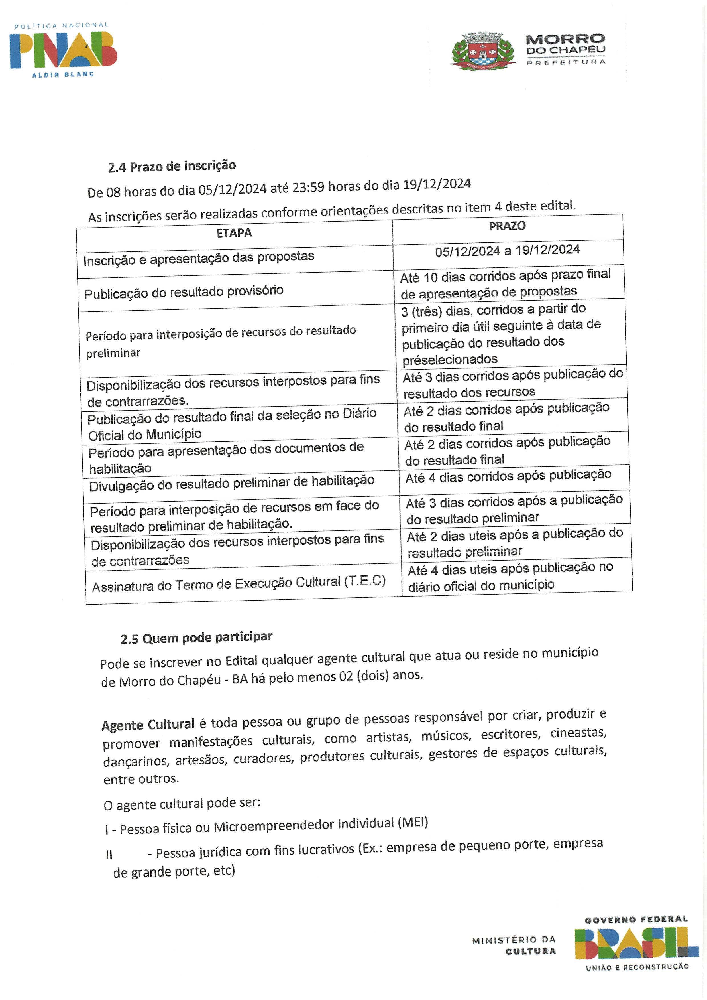 POLÍTICA NACIONAL
PNAB
ALDIR BLANC
MORRO DO CHAPÉU
MORRO
DO CHAPÉU
PREFEITURA
2.4 Prazo de inscrição
De 08 horas do dia 05/12/2024 até 23:59 horas do dia 19/12/2024
As inscrições serão realizadas conforme orientações descritas no item 4 deste edital.
ETAPA
PRAZO
Inscrição e apresentação das propostas
05/12/2024 a 19/12/2024
Publicação do resultado provisório
Até 10 dias corridos após prazo final
de apresentação de propostas
Período para interposição de recursos do resultado
preliminar
3 (três) dias, corridos a partir do
primeiro dia útil seguinte à data de
publicação do resultado dos
préselecionados
Disponibilização dos recursos interpostos para fins
de contrarrazões.
Até 3 dias corridos após publicação do
resultado dos recursos
Publicação do resultado final da seleção no Diário
Oficial do Município
Até 2 dias corridos após publicação
do resultado final
Período para apresentação dos documentos de
habilitação
Até 2 dias corridos após publicação
do resultado final
Divulgação do resultado preliminar de habilitação
Até 4 dias corridos após publicação
Período para interposição de recursos em face do
resultado preliminar de habilitação.
Até 3 dias corridos após a publicação
do resultado preliminar
Disponibilização dos recursos interpostos para fins
de contrarrazões
Até 2 dias uteis após a publicação do
resultado preliminar
Assinatura do Termo de Execução Cultural (T.E.C)
Até 4 dias uteis após publicação no
diário oficial do município
2.5 Quem pode participar
Pode se inscrever no Edital qualquer agente cultural que atua ou reside no município
de Morro do Chapéu - BA há pelo menos 02 (dois) anos.
Agente Cultural é toda pessoa ou grupo de pessoas responsável por criar, produzir e
promover manifestações culturais, como artistas, músicos, escritores, cineastas,
dançarinos, artesãos, curadores, produtores culturais, gestores de espaços culturais,
entre outros.
O agente cultural pode ser:
I - Pessoa física ou Microempreendedor Individual (MEI)
II - Pessoa jurídica com fins lucrativos (Ex.: empresa de pequeno porte, empresa
de grande porte, etc)
MINISTÉRIO DA
CULTURA
GOVERNO FEDERAL
BRASIL
UNIÃO E RECONSTRUÇÃO